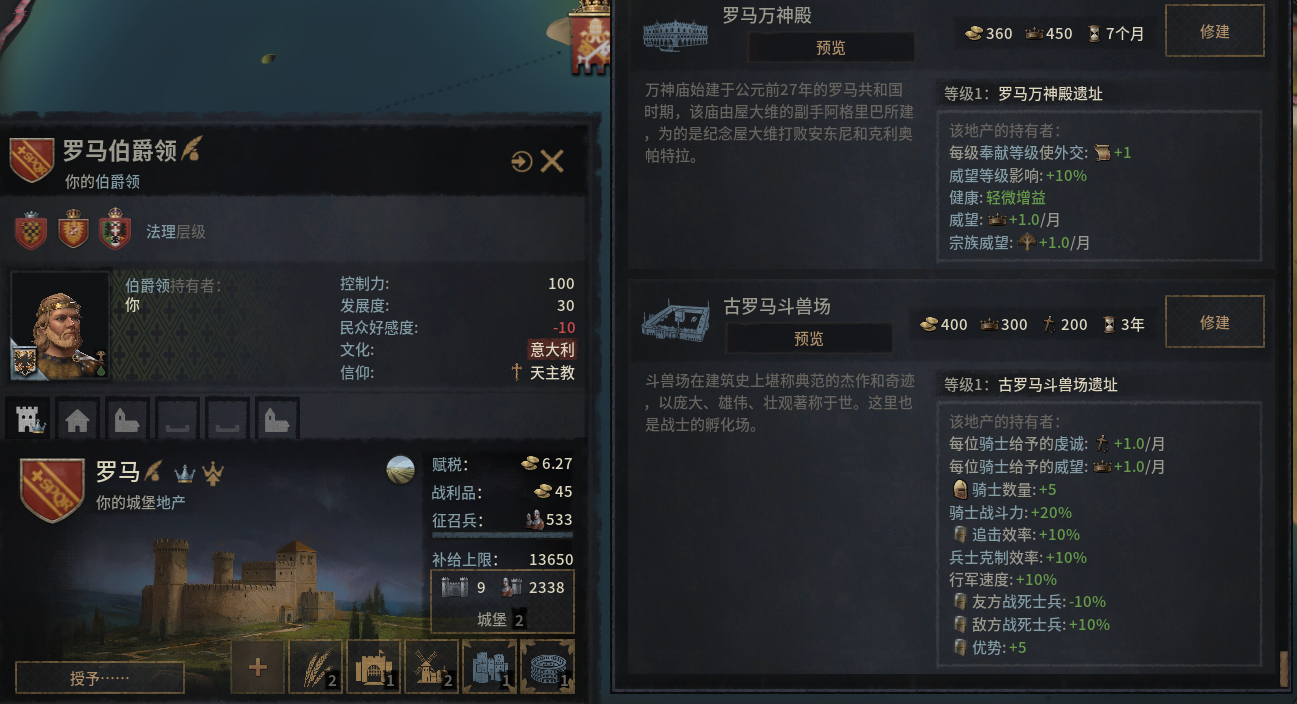 罗马伯爵领
你的伯爵领
法理层级
伯爵领持有者:
你
控制力: 100
发展度: 30
民众好感度: -10
文化: 意大利
信仰: 天主教
罗马
你的城堡地产
赋税: 6.27
战利品: 45
征召兵: 533
补给上限: 13650
9 2338
城堡 2
授予……
+ 2 1 2 1 1
罗马万神殿
预览
360 450 7个月
修建
万神庙始建于公元前27年的罗马共和国
时期，该庙由屋大维的副手阿格里巴所建
，为的是纪念屋大维打败安东尼和克利奥
帕特拉。
等级1: 罗马万神殿遗址
该地产的持有者:
每级奉献等级使外交: +1
威望等级影响: +10%
健康: 轻微增益
威望: +1.0/月
宗族威望: +1.0/月
古罗马斗兽场
预览
400 300 200 3年
修建
斗兽场在建筑史上堪称典范的杰作和奇迹
，以庞大、雄伟、壮观著称于世。这里也
是战士的孵化场。
等级1: 古罗马斗兽场遗址
该地产的持有者:
每位骑士给予的虔诚: +1.0/月
每位骑士给予的威望: +1.0/月
骑士数量: +5
骑士战斗力: +20%
追击效率: +10%
兵士克制效率: +10%
行军速度: +10%
友方战死士兵: -10%
敌方战死士兵: +10%
优势: +5